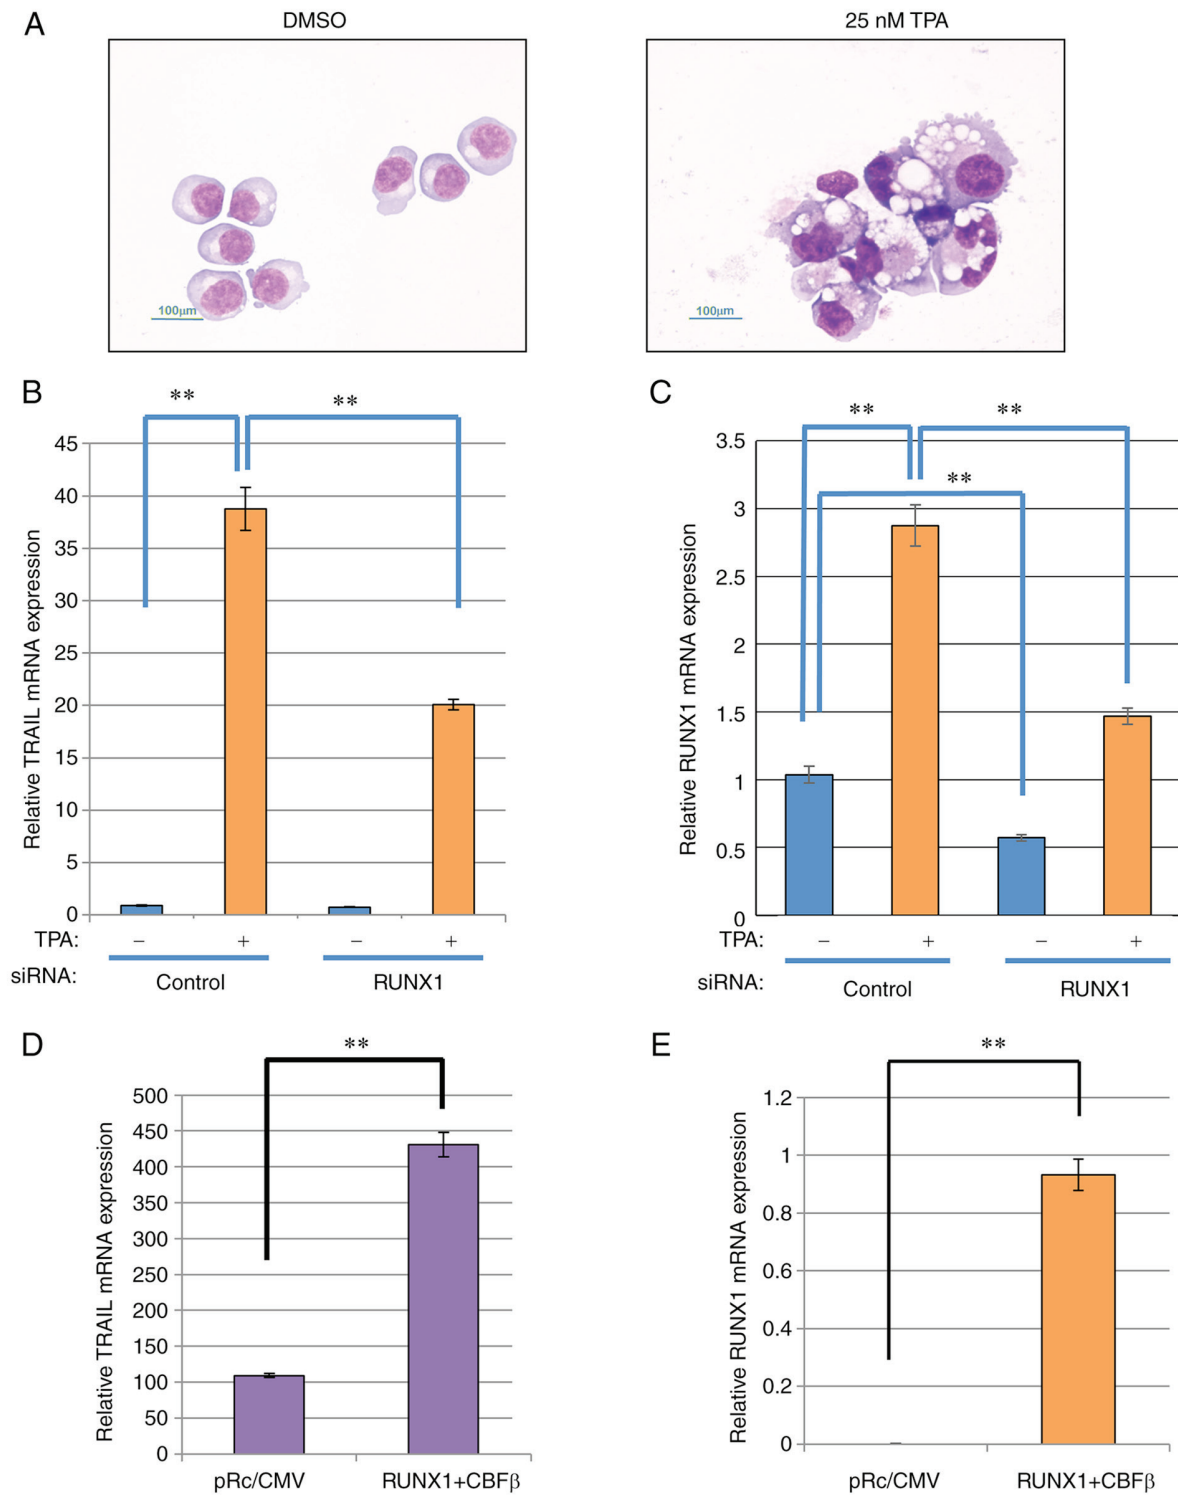 A
DMSO
25 nM TPA
100μm
100μm
B
**
**
Relative TRAIL mRNA expression
45
40
35
30
25
20
15
10
5
0
TPA: − + − +
siRNA: Control RUNX1
C
**
**
**
Relative RUNX1 mRNA expression
3.5
3
2.5
2
1.5
1
0.5
0
TPA: − + − +
siRNA: Control RUNX1
D
**
Relative TRAIL mRNA expression
500
450
400
350
300
250
200
150
100
50
0
pRc/CMV RUNX1+CBFβ
E
**
Relative RUNX1 mRNA expression
1.2
1
0.8
0.6
0.4
0.2
0
pRc/CMV RUNX1+CBFβ